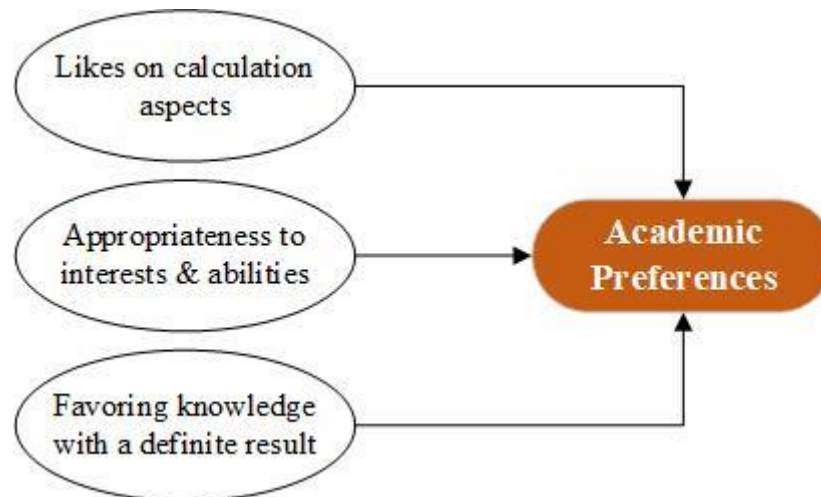 Likes on calculation
aspects
Appropriateness to
interests & abilities
Favoring knowledge
with a definite result
Academic
Preferences